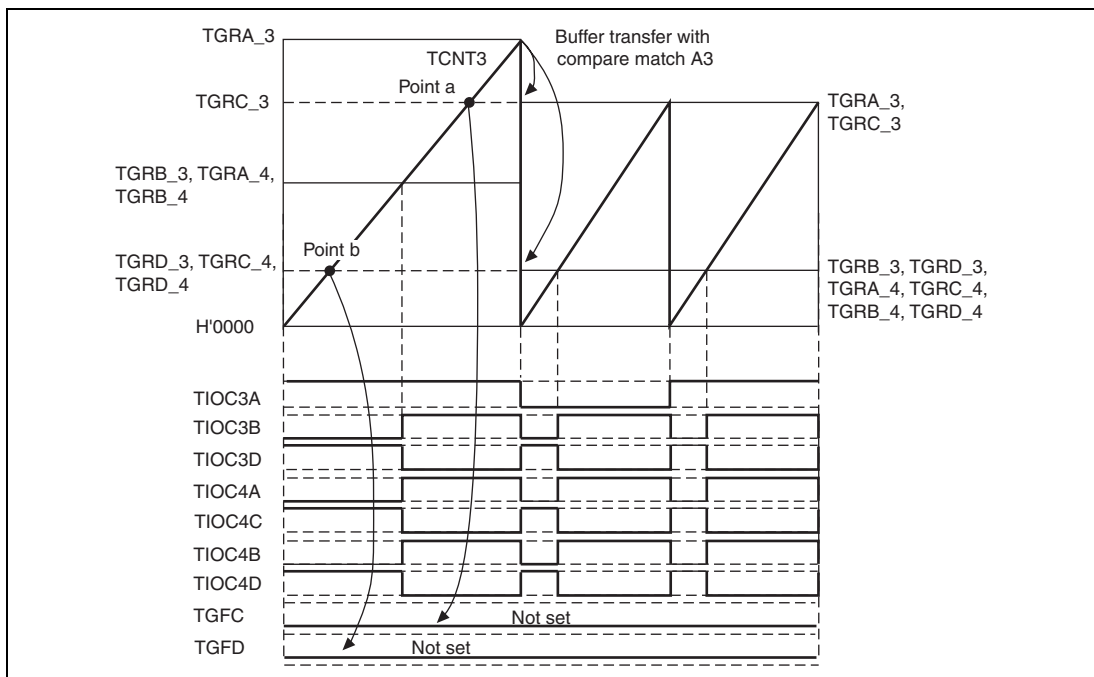 TGRA_3
TCNT3
Buffer transfer with
compare match A3
Point a
TGRC_3
TGRA_3,
TGRC_3
TGRB_3, TGRA_4,
TGRB_4
Point b
TGRD_3, TGRC_4,
TGRD_4
TGRB_3, TGRD_3,
TGRA_4, TGRC_4,
TGRB_4, TGRD_4
H'0000
TIOC3A
TIOC3B
TIOC3D
TIOC4A
TIOC4C
TIOC4B
TIOC4D
TGFC
Not set
TGFD
Not set